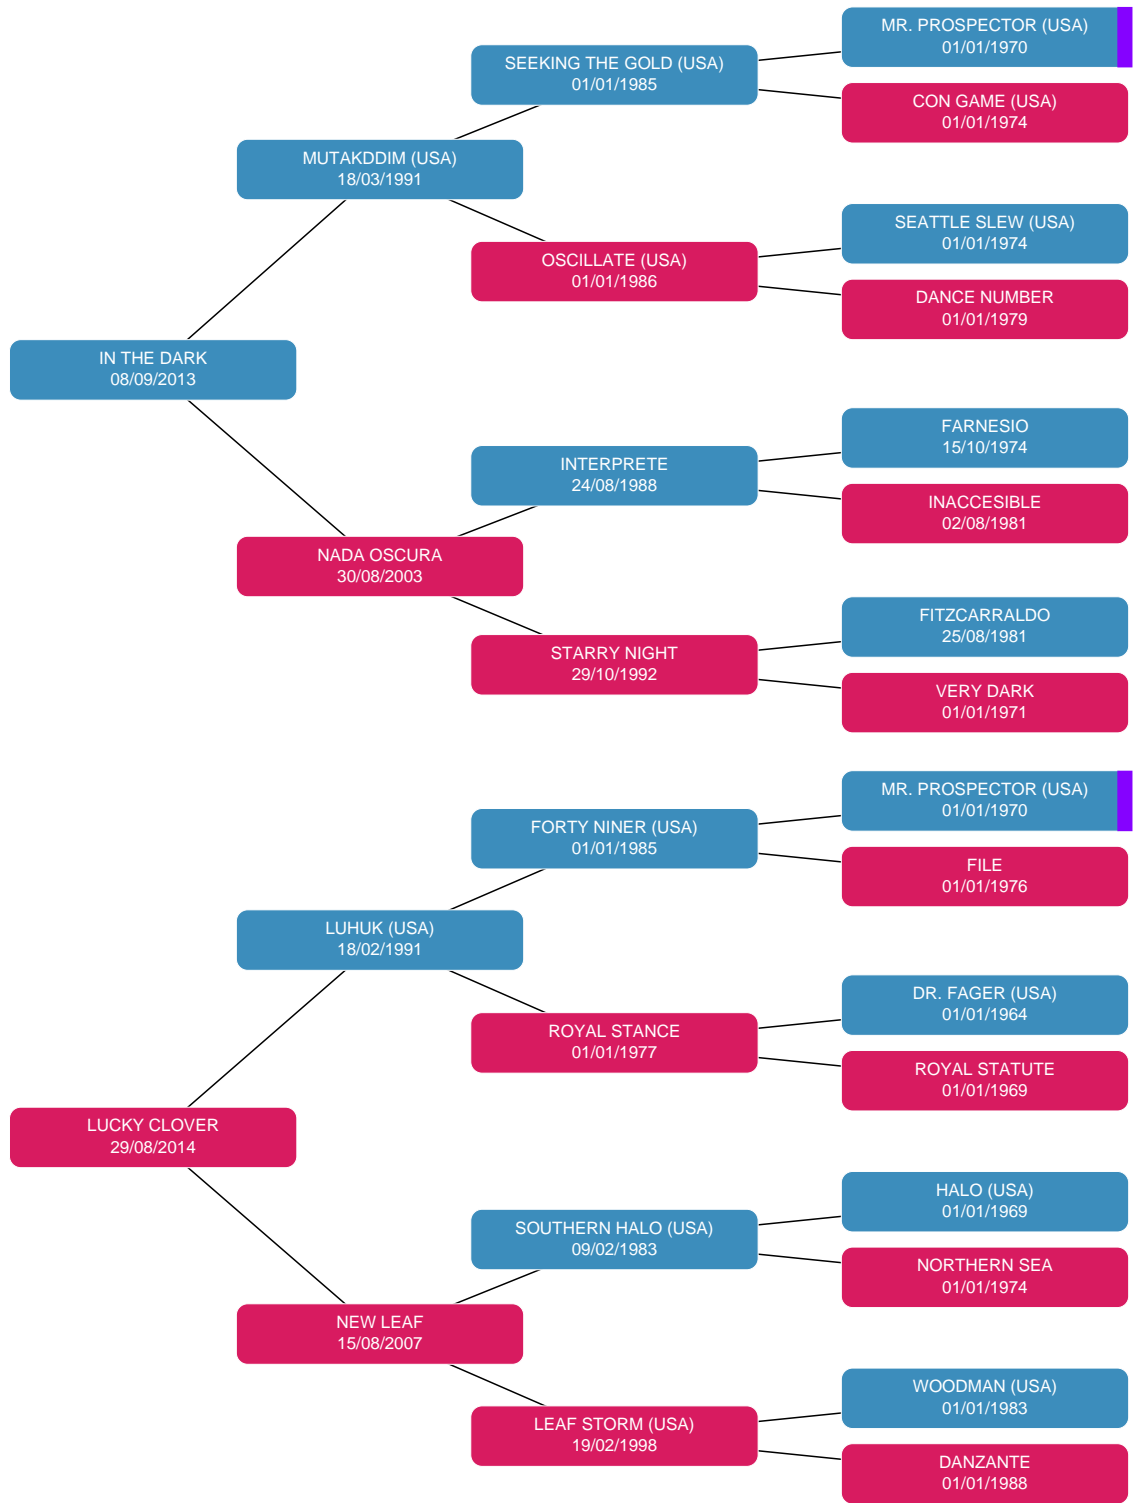 MR. PROSPECTOR (USA)
01/01/1970
SEEKING THE GOLD (USA)
01/01/1985
CON GAME (USA)
01/01/1974
MUTAKDDIM (USA)
18/03/1991
SEATTLE SLEW (USA)
01/01/1974
OSCILLATE (USA)
01/01/1986
DANCE NUMBER
01/01/1979
IN THE DARK
08/09/2013
FARNESIO
15/10/1974
INTERPRETE
24/08/1988
INACCESIBLE
02/08/1981
NADA OSCURA
30/08/2003
FITZCARRALDO
25/08/1981
STARRY NIGHT
29/10/1992
VERY DARK
01/01/1971
MR. PROSPECTOR (USA)
01/01/1970
FORTY NINER (USA)
01/01/1985
FILE
01/01/1976
LUHUK (USA)
18/02/1991
DR. FAGER (USA)
01/01/1964
ROYAL STANCE
01/01/1977
ROYAL STATUTE
01/01/1969
LUCKY CLOVER
29/08/2014
HALO (USA)
01/01/1969
SOUTHERN HALO (USA)
09/02/1983
NORTHERN SEA
01/01/1974
NEW LEAF
15/08/2007
WOODMAN (USA)
01/01/1983
LEAF STORM (USA)
19/02/1998
DANZANTE
01/01/1988